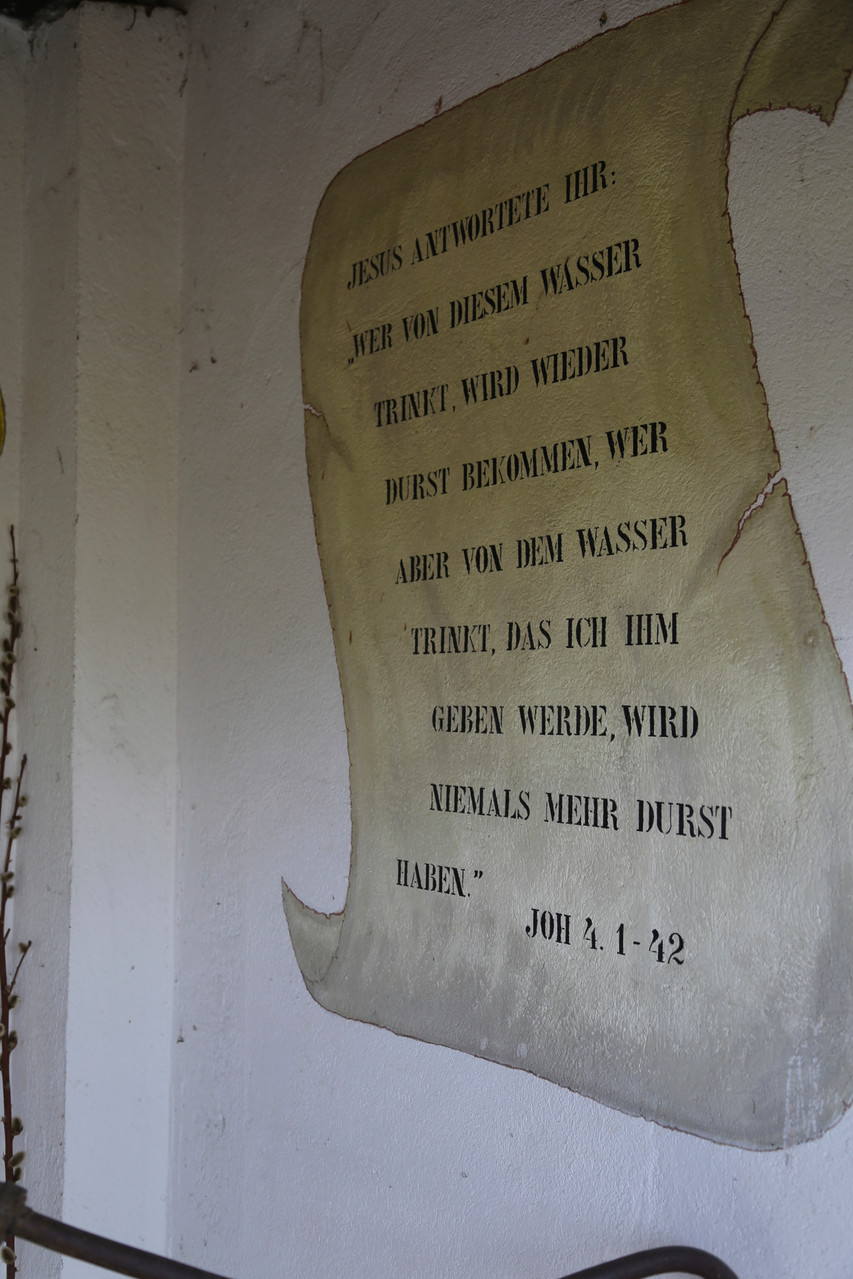 JESUS ANTWORTETE IHR:
„WER VON DIESEM WASSER
TRINKT, WIRD WIEDER
DURST BEKOMMEN, WER
ABER VON DEM WASSER
TRINKT, DAS ICH IHM
GEBEN WERDE, WIRD
NIEMALS MEHR DURST
HABEN.”
JOH 4. 1-42